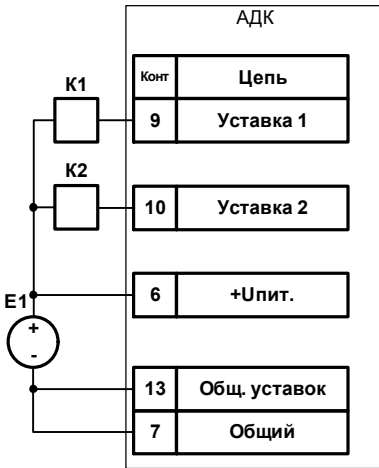 АДК
Конт Цепь
К1
9 Уставка 1
К2
10 Уставка 2
6 +Uпит.
Е1
+
-
13 Общ. уставок
7 Общий